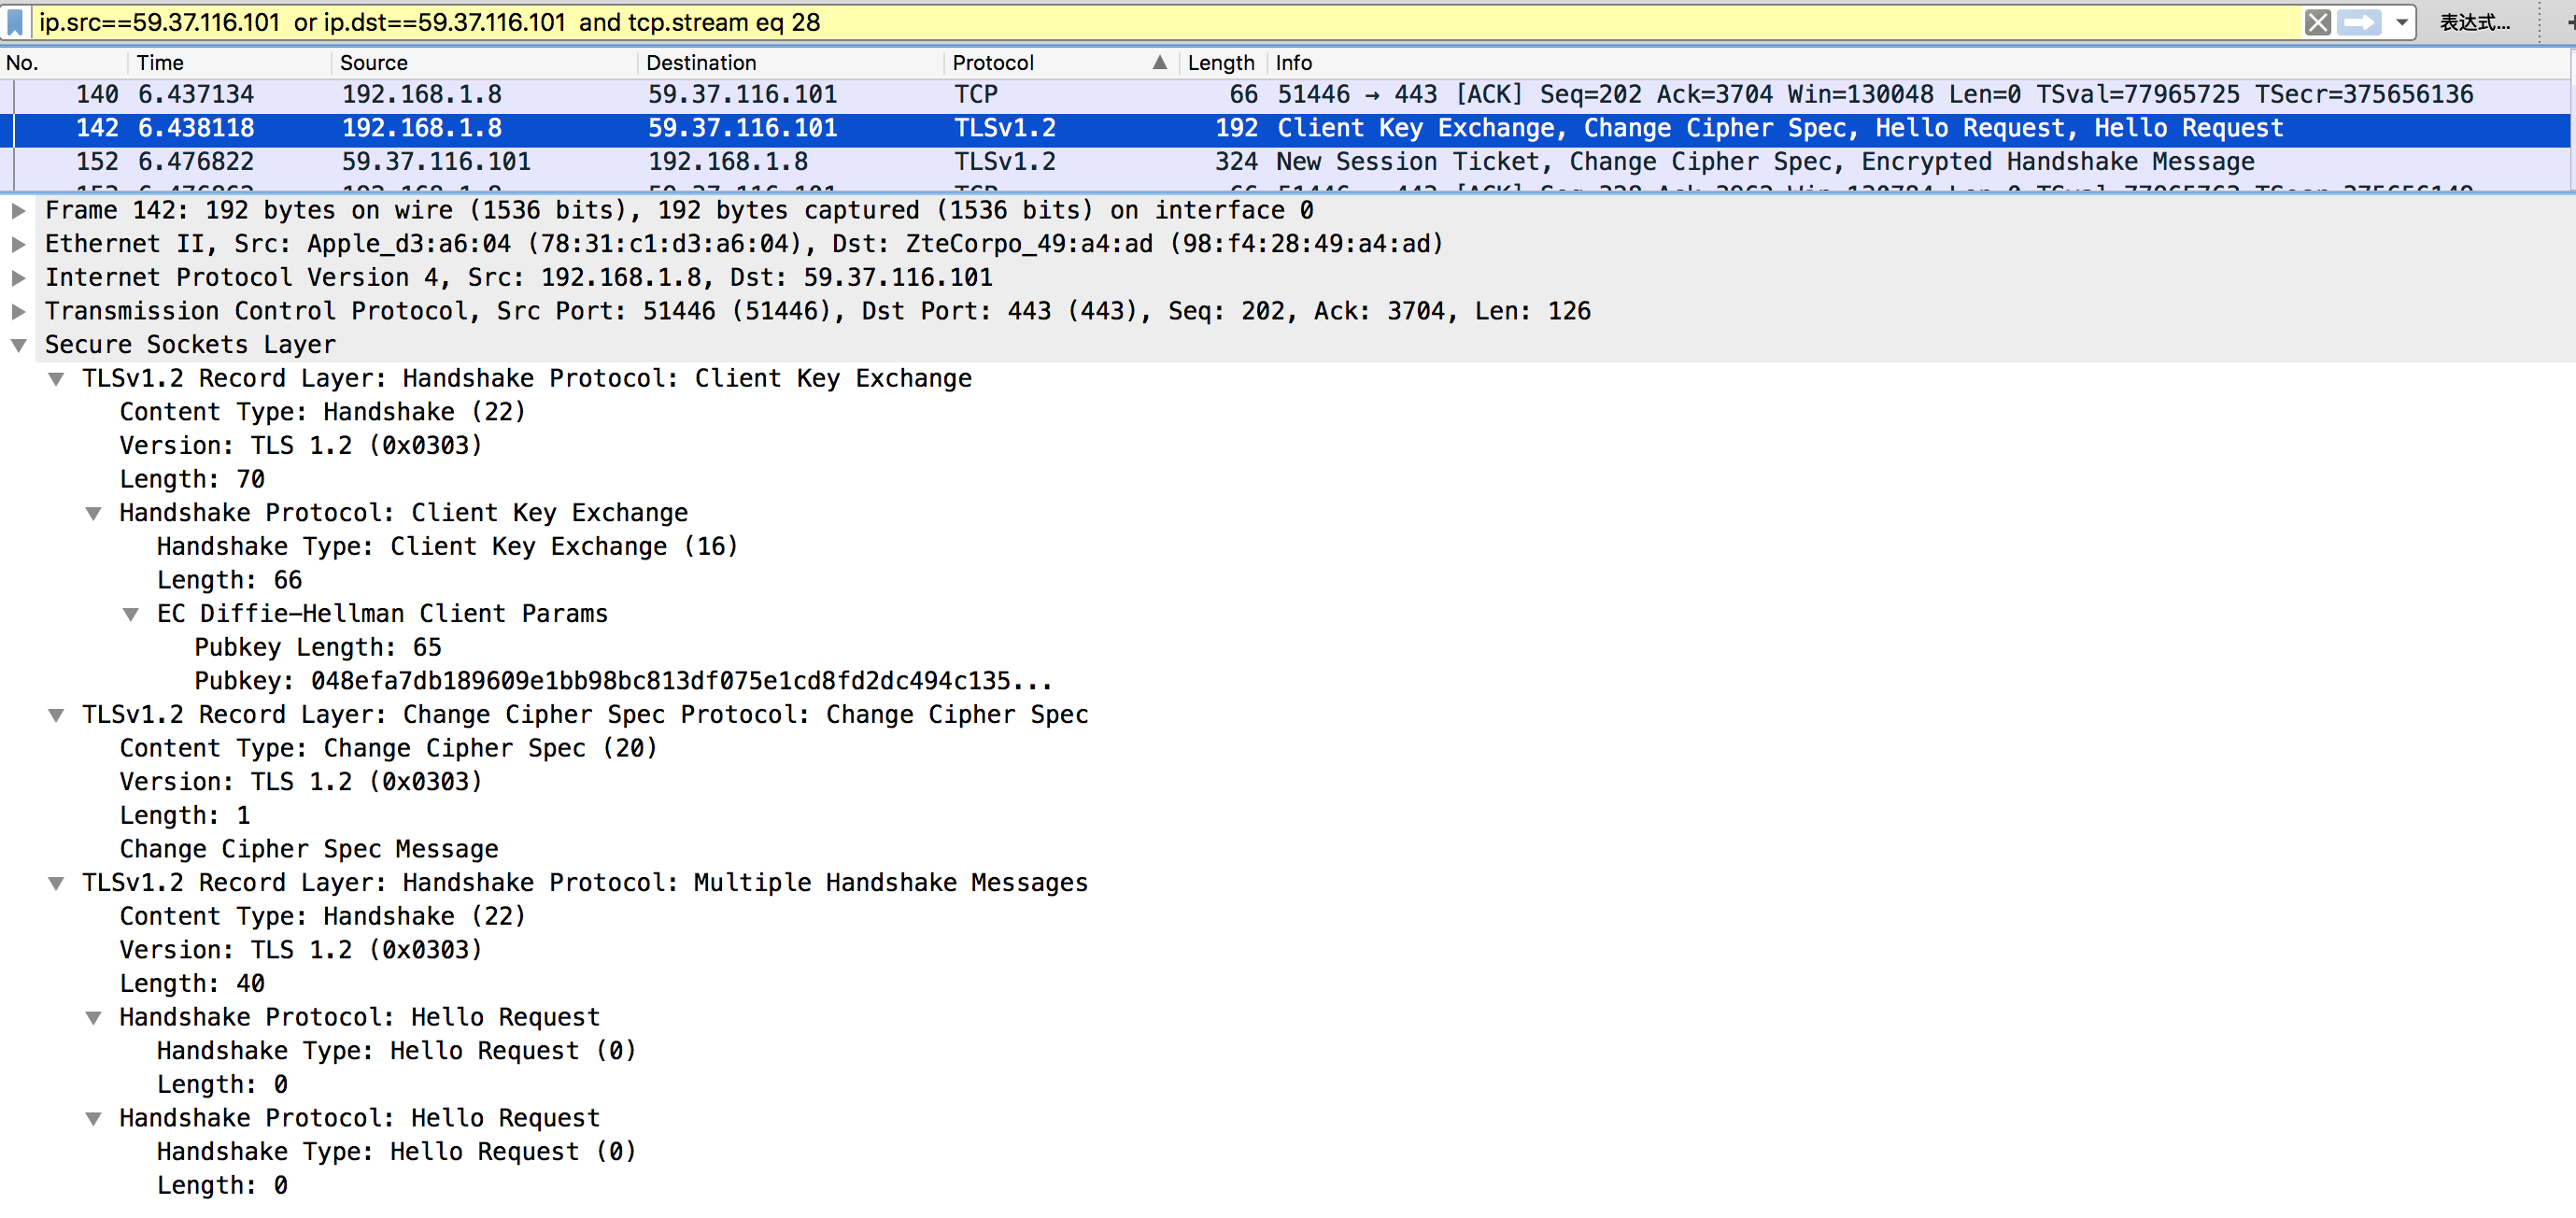 ip.src==59.37.116.101  or ip.dst==59.37.116.101  and tcp.stream eq 28 表达式…
No. Time Source Destination Protocol Length Info
140 6.437134 192.168.1.8 59.37.116.101 TCP 66 51446 → 443 [ACK] Seq=202 Ack=3704 Win=130048 Len=0 TSval=77965725 TSecr=375656136
142 6.438118 192.168.1.8 59.37.116.101 TLSv1.2 192 Client Key Exchange, Change Cipher Spec, Hello Request, Hello Request
152 6.476822 59.37.116.101 192.168.1.8 TLSv1.2 324 New Session Ticket, Change Cipher Spec, Encrypted Handshake Message
Frame 142: 192 bytes on wire (1536 bits), 192 bytes captured (1536 bits) on interface 0
Ethernet II, Src: Apple_d3:a6:04 (78:31:c1:d3:a6:04), Dst: ZteCorpo_49:a4:ad (98:f4:28:49:a4:ad)
Internet Protocol Version 4, Src: 192.168.1.8, Dst: 59.37.116.101
Transmission Control Protocol, Src Port: 51446 (51446), Dst Port: 443 (443), Seq: 202, Ack: 3704, Len: 126
Secure Sockets Layer
TLSv1.2 Record Layer: Handshake Protocol: Client Key Exchange
Content Type: Handshake (22)
Version: TLS 1.2 (0x0303)
Length: 70
Handshake Protocol: Client Key Exchange
Handshake Type: Client Key Exchange (16)
Length: 66
EC Diffie-Hellman Client Params
Pubkey Length: 65
Pubkey: 048efa7db189609e1bb98bc813df075e1cd8fd2dc494c135...
TLSv1.2 Record Layer: Change Cipher Spec Protocol: Change Cipher Spec
Content Type: Change Cipher Spec (20)
Version: TLS 1.2 (0x0303)
Length: 1
Change Cipher Spec Message
TLSv1.2 Record Layer: Handshake Protocol: Multiple Handshake Messages
Content Type: Handshake (22)
Version: TLS 1.2 (0x0303)
Length: 40
Handshake Protocol: Hello Request
Handshake Type: Hello Request (0)
Length: 0
Handshake Protocol: Hello Request
Handshake Type: Hello Request (0)
Length: 0